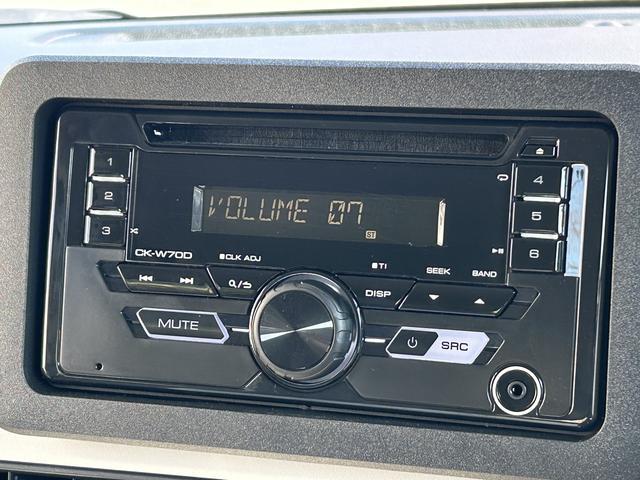 1
2
3
4
5
6
VOLUME 07
ST
CK-W70D
CLK ADJ
TI
SEEK
BAND
DISP
MUTE
SRC